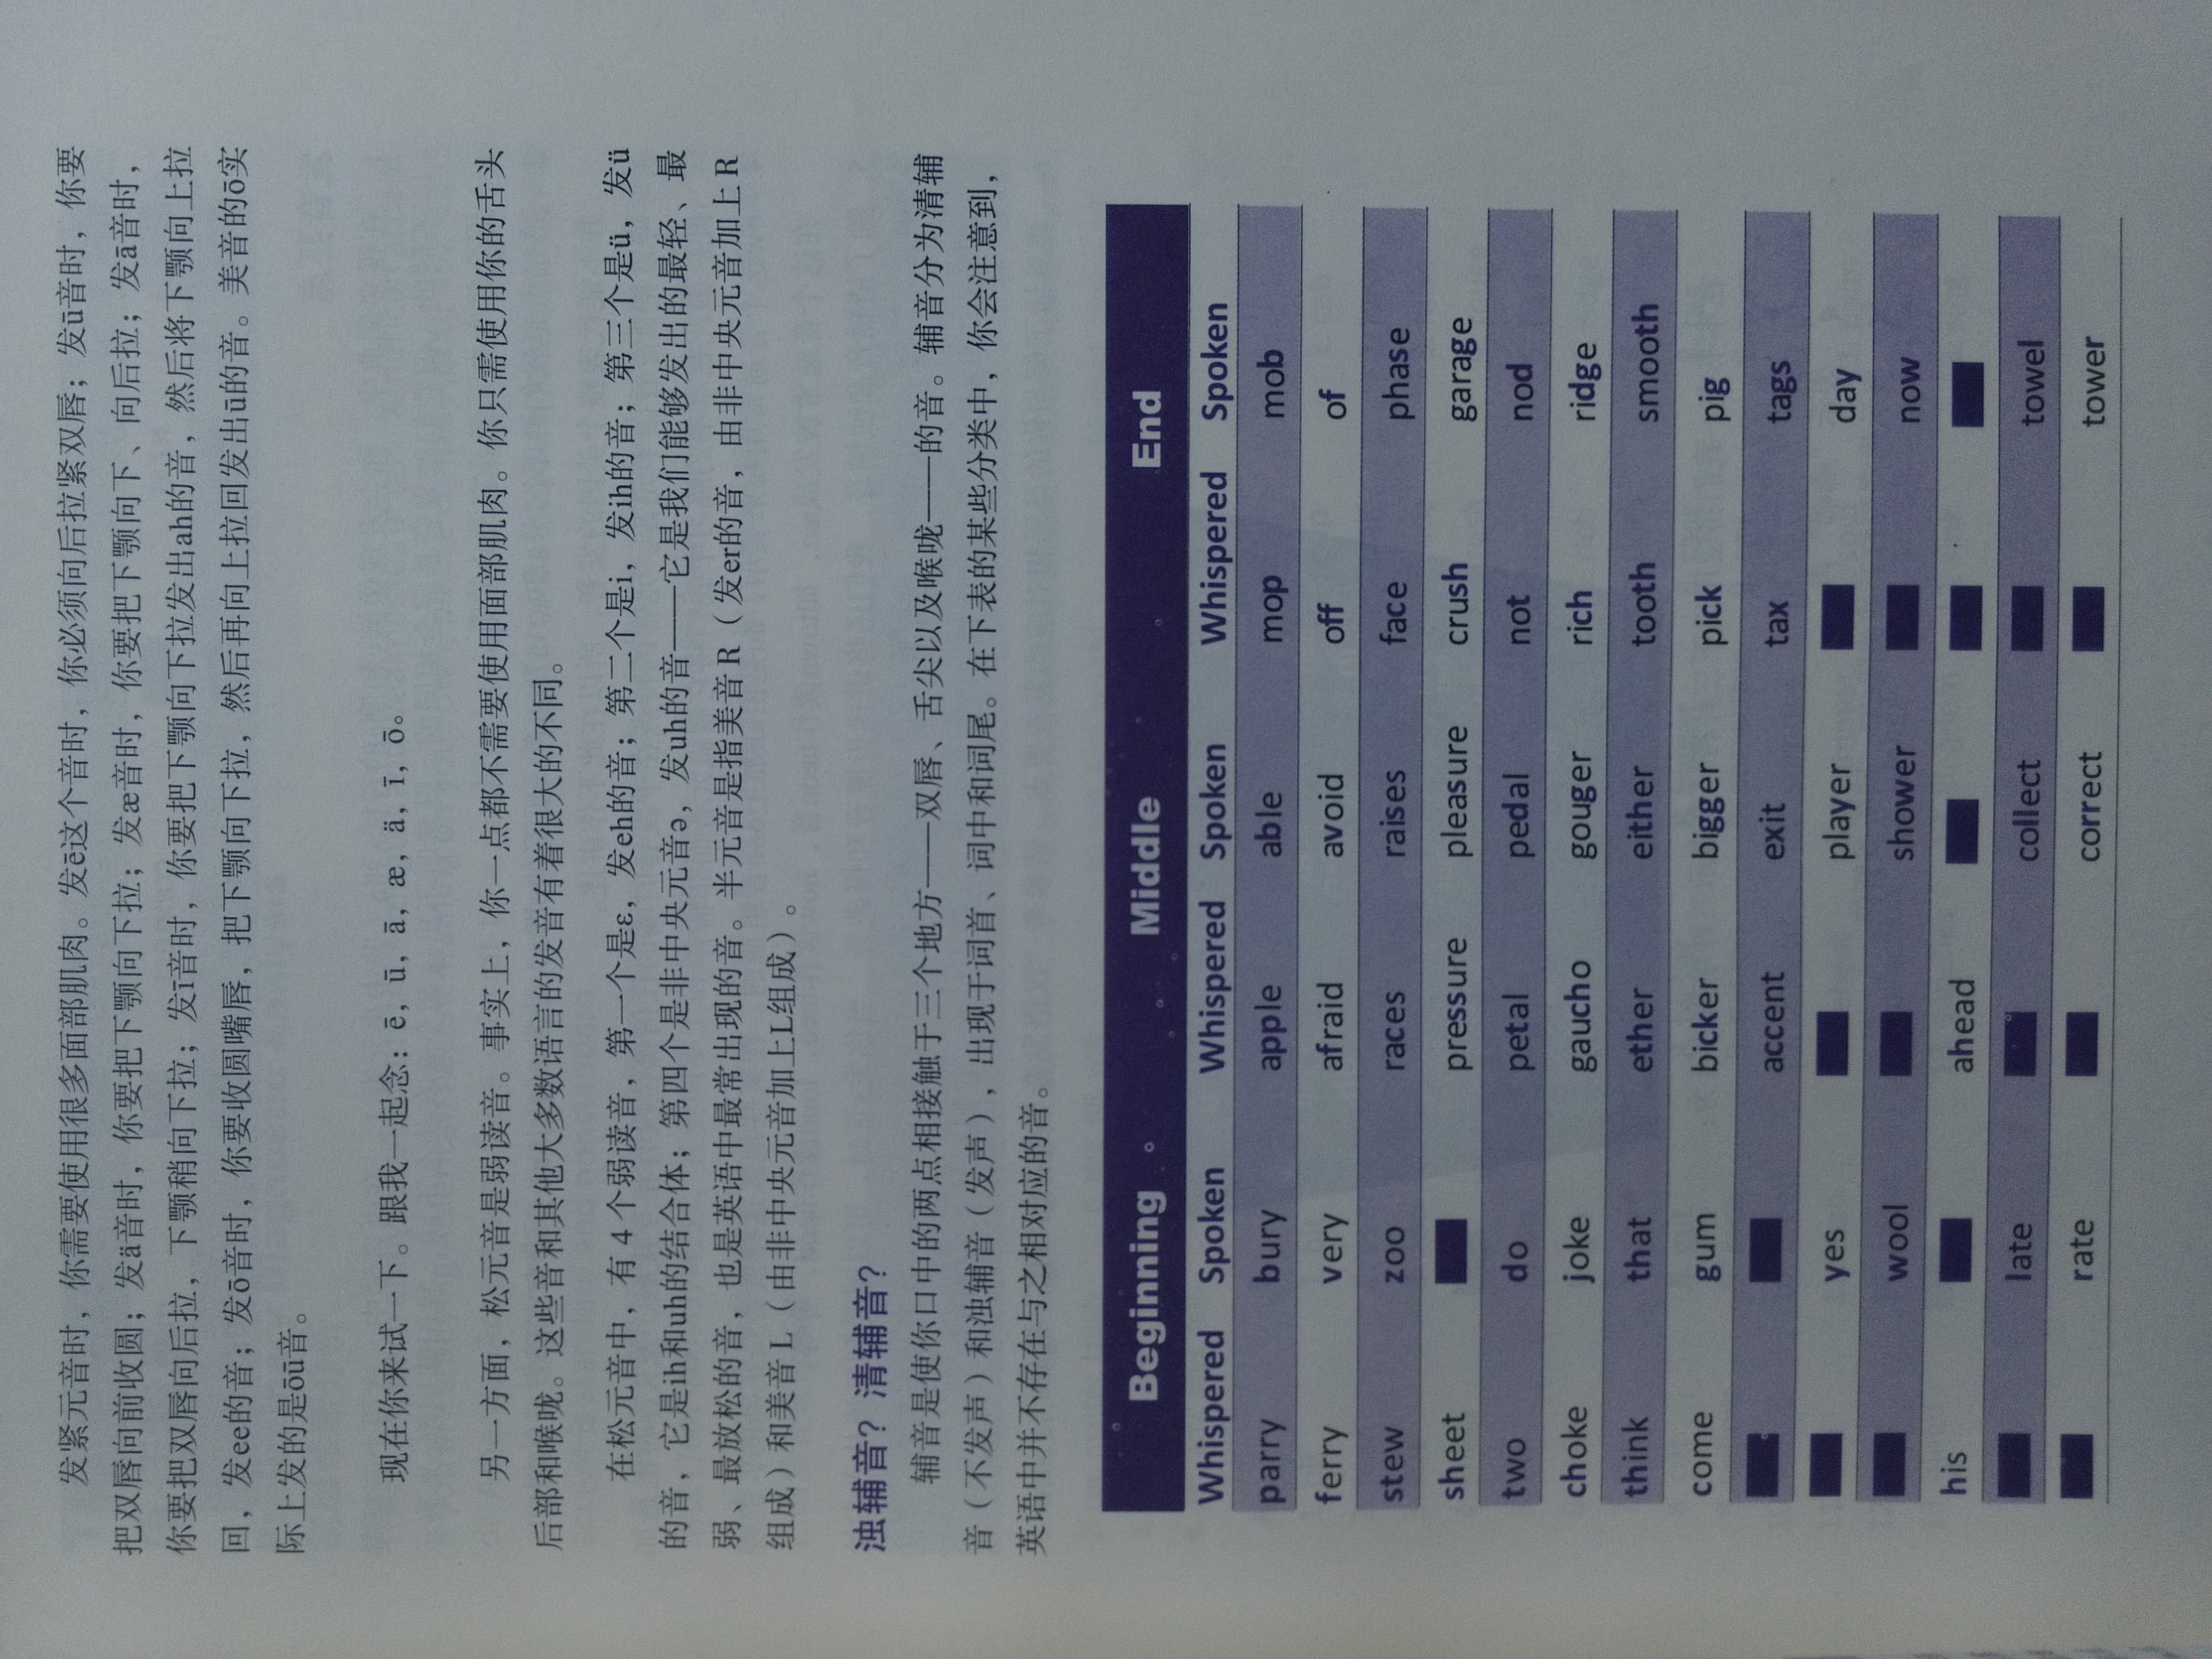 发紧元音时，你需要使用很多面部肌肉。发ē这个音时，你必须向后拉紧双唇；发ū音时，你要
把双唇向前收圆；发ä音时，你要把下颚向下拉；发æ音时，你要把下颚向下、向后拉；发ā音时，
你要把双唇向后拉，下颚稍向下拉；发ī音时，你要把下颚向下拉发出ah的音，然后将下颚向上拉
回，发ee的音；发ō音时，你要收圆嘴唇，把下颚向下拉，然后再向上拉回发出ū的音。美音的ō实
际上发的是ōū音。
现在你来试一下。跟我一起念：ē，ū，ā，æ，ä，ī，ō。
另一方面，松元音是弱读音。事实上，你一点都不需要使用面部肌肉。你只需使用你的舌头
后部和喉咙。这些音和其他大多数语言的发音有着很大的不同。
在松元音中，有 4 个弱读音，第一个是ε，发eh的音；第二个是i，发ih的音；第三个是ü，发ü
的音，它是ih和uh的结合体；第四个是非中央元音ə，发uh的音——它是我们能够发出的最轻、最
弱、最放松的音，也是英语中最常出现的音。半元音是指美音 R（发er的音，由非中央元音加上 R
组成）和美音 L（由非中央元音加上L组成）。
浊辅音？清辅音？
辅音是使你口中的两点相接触于三个地方——双唇、舌尖以及喉咙——的音。辅音分为清辅
音（不发声）和浊辅音（发声），出现于词首、词中和词尾。在下表的某些分类中，你会注意到，
英语中并不存在与之相对应的音。
Beginning Middle End
Whispered Spoken Whispered Spoken Whispered Spoken
parry bury apple able mop mob
ferry very afraid avoid off of
stew zoo races raises face phase
sheet pressure pleasure crush garage
two do petal pedal not nod
choke joke gaucho gouger rich ridge
think that ether either tooth smooth
come gum bicker bigger pick pig
accent exit tax tags
yes player day
wool shower now
his ahead
late collect towel
rate correct tower